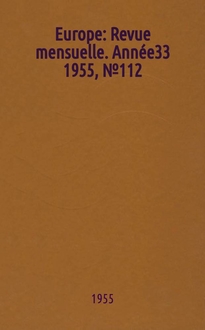 Europe: Revue
mensuelle. Année33
1955, №112
1955